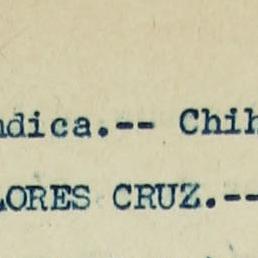 ndica.-- Chih
LORES CRUZ.--